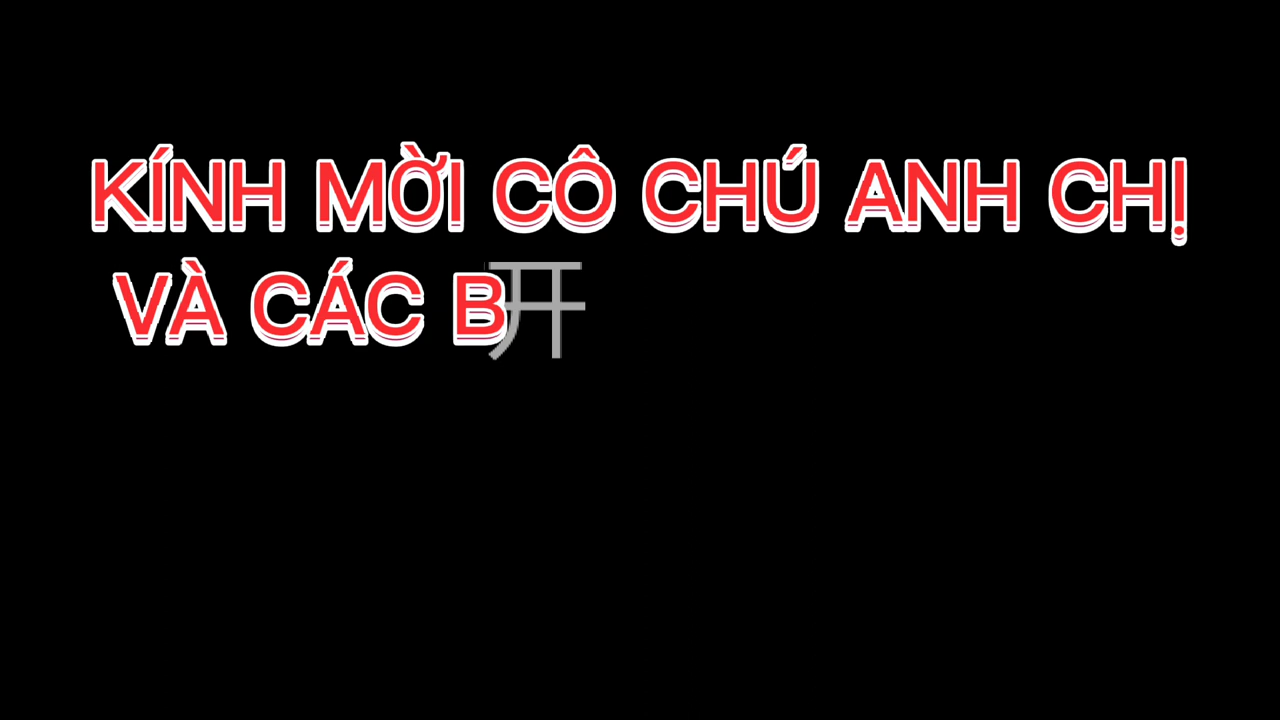 KÍNH MỜI CÔ CHÚ ANH CHỊ
VÀ CÁC B开